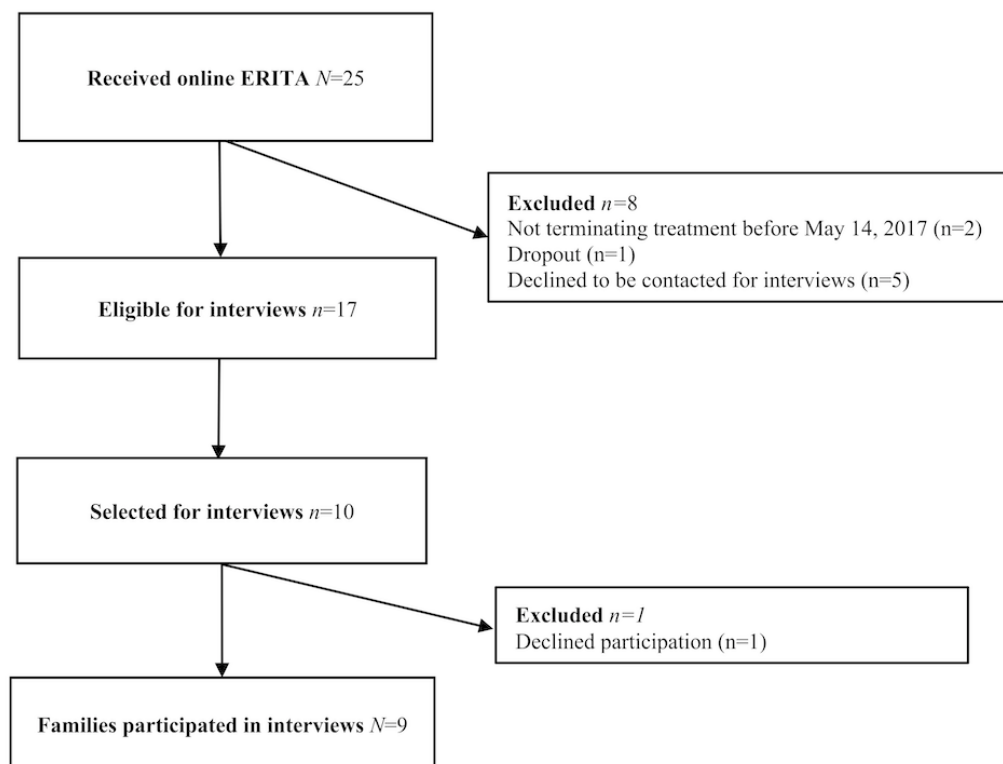 Received online ERITA N=25
Excluded n=8
Not terminating treatment before May 14, 2017 (n=2)
Dropout (n=1)
Declined to be contacted for interviews (n=5)
Eligible for interviews n=17
Selected for interviews n=10
Excluded n=1
Declined participation (n=1)
Families participated in interviews N=9